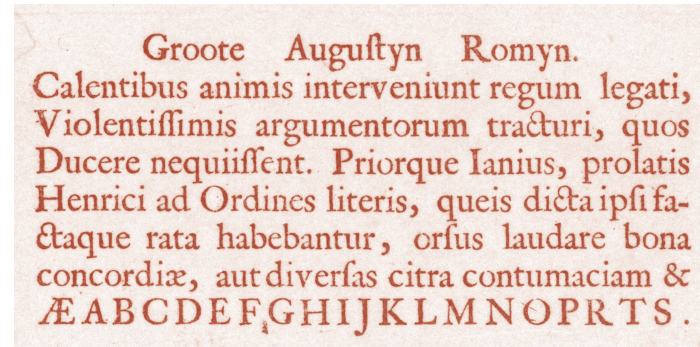 Groote Auguſtyn Romyn.
Calentibus animis interveniunt regum legati,
Violentiſſimis argumentorum tracturi, quos
Ducere nequiiſſent. Priorque Ianius, prolatis
Henrici ad Ordines literis, queis dicta ipſi fa-
ctaque rata habebantur, orſus laudare bona
concordiæ, aut diverſas citra contumaciam &
ÆABCDEFGHIJKLMNOPRTS.